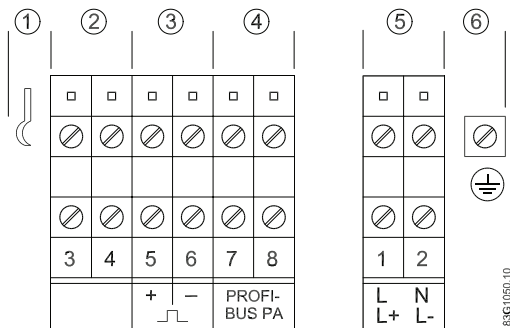 ① ② ③ ④ ⑤ ⑥
3 4 5 6 7 8 1 2
+ − PROFI- L N
BUS PA L+ L-
83G1050.10